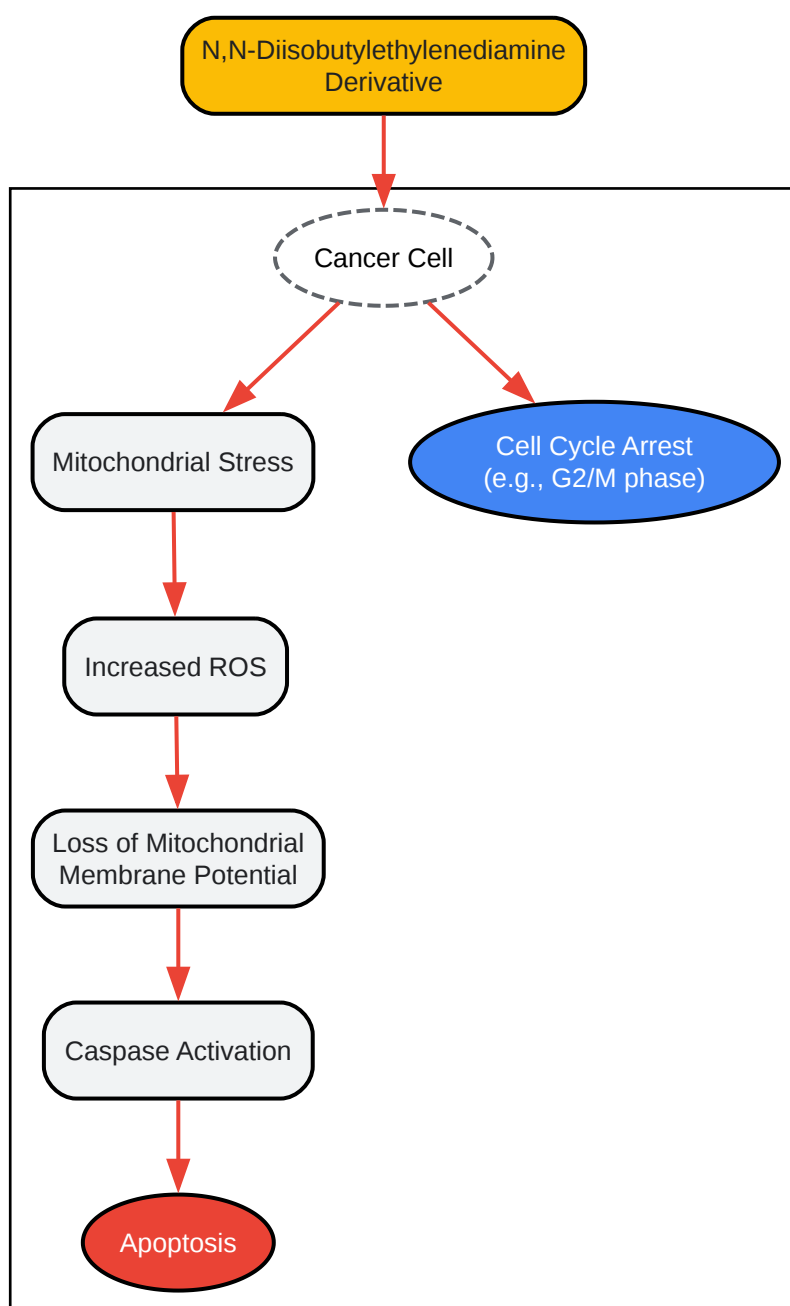 N,N-Diisobutylethylenediamine
Derivative
Cancer Cell
Mitochondrial Stress
Cell Cycle Arrest
(e.g., G2/M phase)
Increased ROS
Loss of Mitochondrial
Membrane Potential
Caspase Activation
Apoptosis